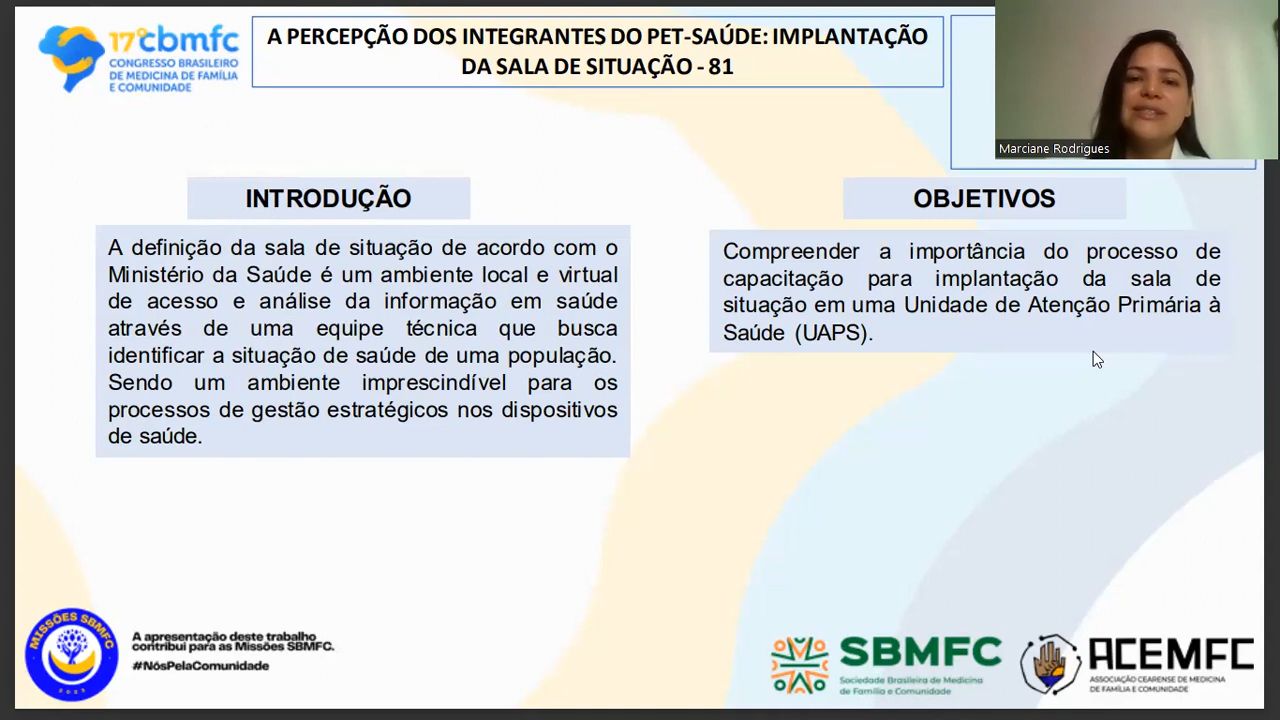 17º cbmfc
CONGRESSO BRASILEIRO
DE MEDICINA DE FAMÍLIA
E COMUNIDADE
A PERCEPÇÃO DOS INTEGRANTES DO PET-SAÚDE: IMPLANTAÇÃO
DA SALA DE SITUAÇÃO - 81
Marciane Rodrigues
INTRODUÇÃO
A definição da sala de situação de acordo com o
Ministério da Saúde é um ambiente local e virtual
de acesso e análise da informação em saúde
através de uma equipe técnica que busca
identificar a situação de saúde de uma população.
Sendo um ambiente imprescindível para os
processos de gestão estratégicos nos dispositivos
de saúde.
OBJETIVOS
Compreender a importância do processo de
capacitação para implantação da sala de
situação em uma Unidade de Atenção Primária à
Saúde (UAPS).
MISSÕES SBMFC
2023
A apresentação deste trabalho
contribui para as Missões SBMFC.
#NósPelaComunidade
SBMFC
Sociedade Brasileira de Medicina
de Família e Comunidade
ACEMFC
ASSOCIAÇÃO CEARENSE DE MEDICINA
DE FAMÍLIA E COMUNIDADE